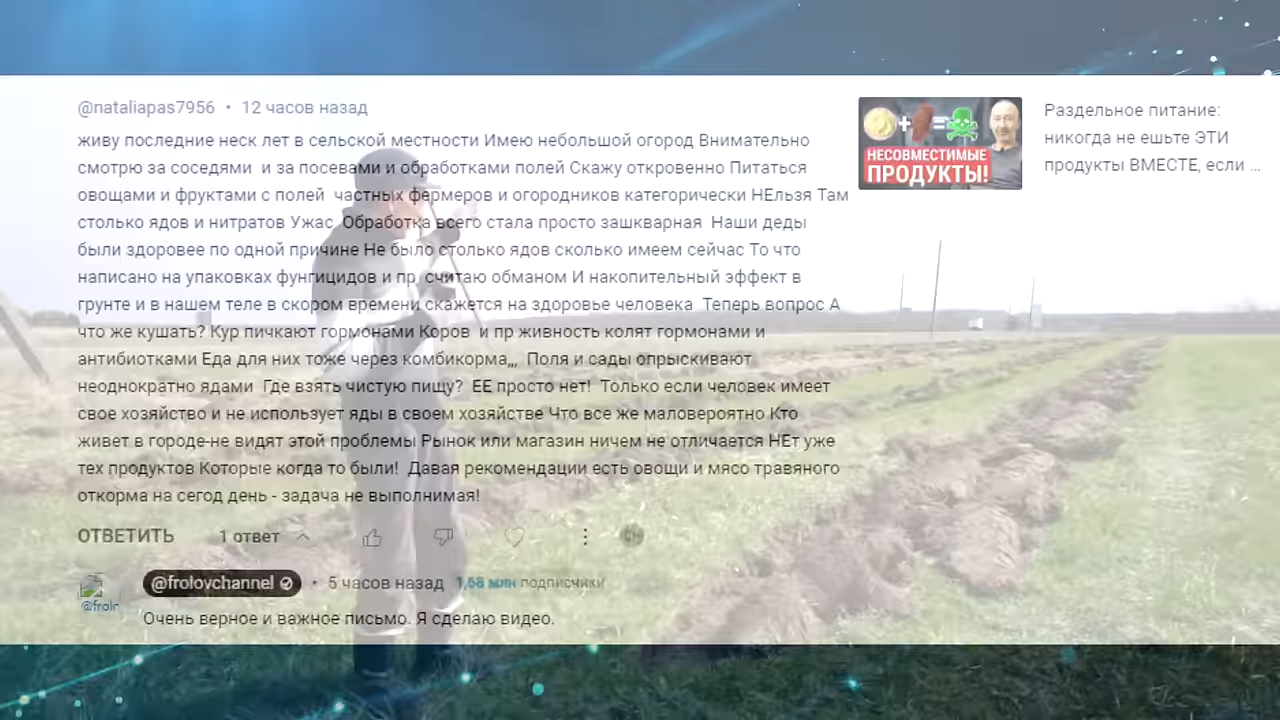 @nataliapas7956 • 12 часов назад
живу последние неск лет в сельской местности Имею небольшой огород Внимательно
смотрю за соседями и за посевами и обработками полей Скажу откровенно Питаться
овощами и фруктами с полей частных фермеров и огородников категорически НЕльзя Там
столько ядов и нитратов Ужас Обработка всего стала просто зашкварная Наши деды
были здоровее по одной причине Не было столько ядов сколько имеем сейчас То что
написано на упаковках фунгицидов и пр считаю обманом И накопительный эффект в
грунте и в нашем теле в скором времени скажется на здоровье человека Теперь вопрос А
что же кушать? Кур пичкают гормонами Коров и пр живность колят гормонами и
антибиотками Еда для них тоже через комбикорма,,, Поля и сады опрыскивают
неоднократно ядами Где взять чистую пищу? ЕЕ просто нет! Только если человек имеет
свое хозяйство и не использует яды в своем хозяйстве Что все же маловероятно Кто
живет в городе-не видят этой проблемы Рынок или магазин ничем не отличается НЕт уже
тех продуктов Которые когда то были! Давая рекомендации есть овощи и мясо травяного
откорма на сегод день - задача не выполнимая!
ОТВЕТИТЬ 1 ответ
@frolovchannel • 5 часов назад 1,68 млн подписчики
@frolr
Очень верное и важное письмо. Я сделаю видео.
НЕСОВМЕСТИМЫЕ
ПРОДУКТЫ!
Раздельное питание:
никогда не ешьте ЭТИ
продукты ВМЕСТЕ, если ...